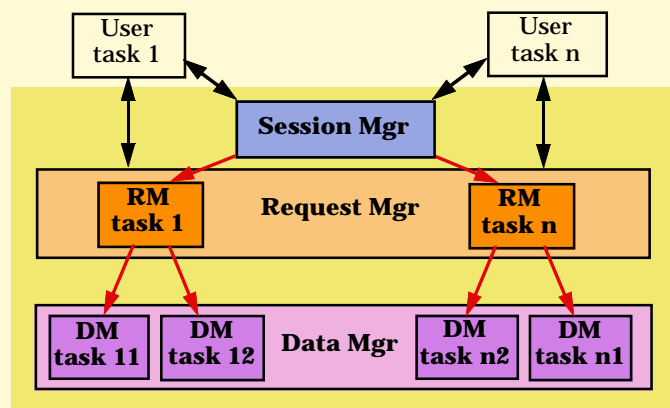 User
task 1
User
task n
Session Mgr
RM
task 1
Request Mgr
RM
task n
DM
task 11
DM
task 12
Data Mgr
DM
task n2
DM
task n1